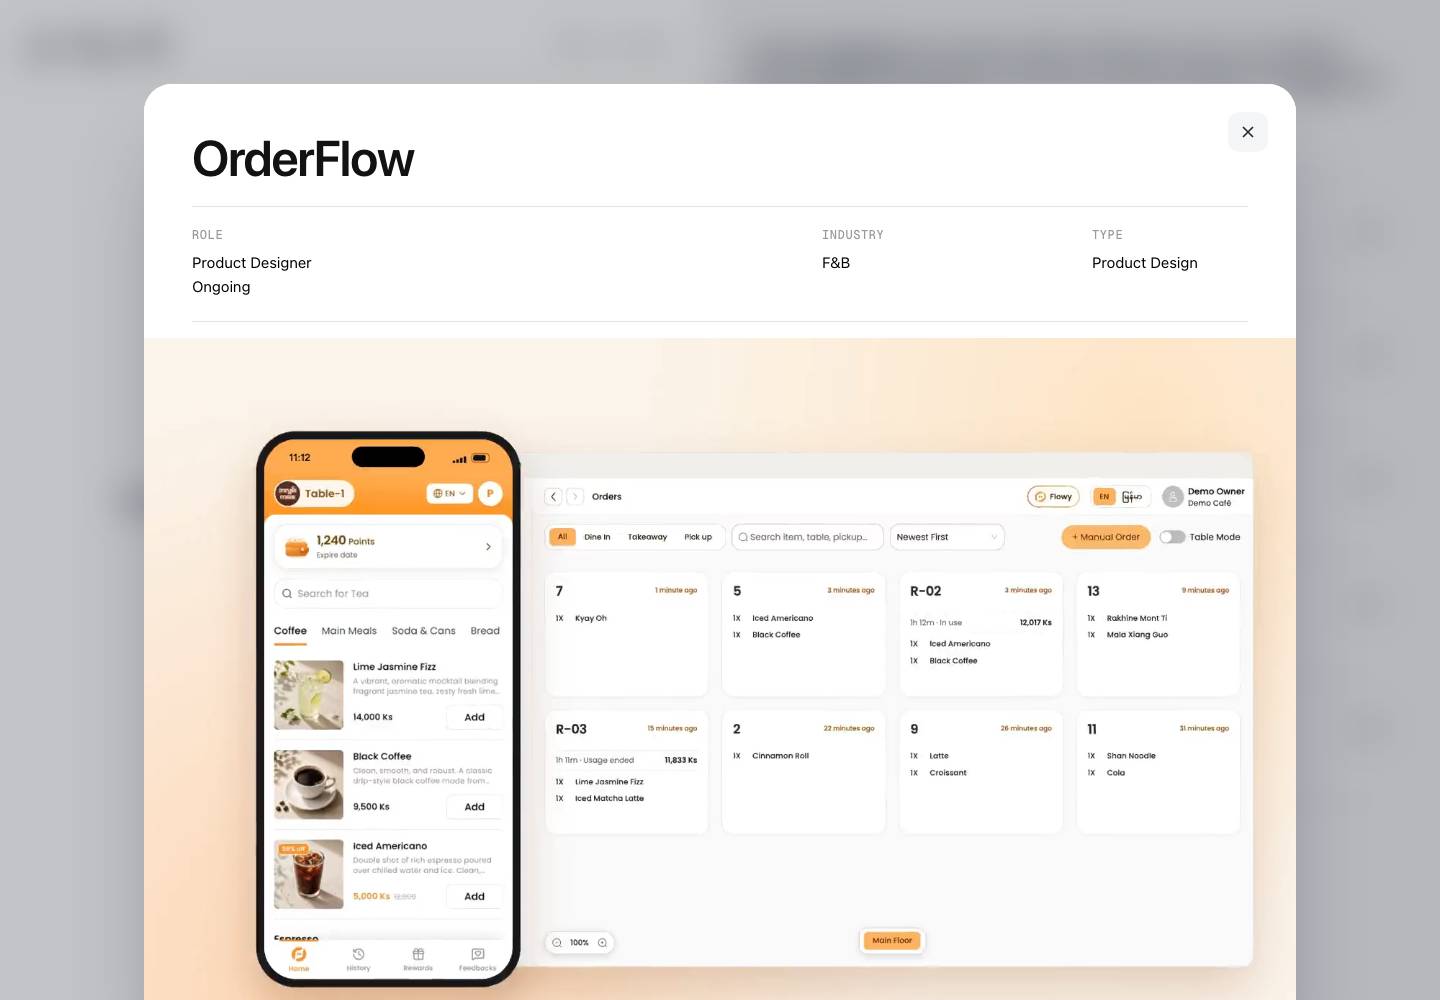 OrderFlow
ROLE
Product Designer
Ongoing
INDUSTRY
F&B
TYPE
Product Design
11:12
Table-1
EN
P
1,240 Points
Expire date
Search for Tea
Coffee Main Meals Soda & Cans Bread
Lime Jasmine Fizz
A vibrant, aromatic mocktail blending
fragrant jasmine tea, zesty fresh lime...
14,000 Ks
Add
Black Coffee
Clean, smooth, and robust. A classic
drip-style black coffee made from...
9,500 Ks
Add
Iced Americano
Double shot of rich espresso poured
over chilled water and ice. Clean,...
5,000 Ks
Add
Espresso
Home History Rewards Feedbacks
Orders
Flowy
EN
Demo Owner
Demo Café
All Dine In Takeaway Pick up
Search item, table, pickup...
Newest First
+ Manual Order
Table Mode
7
1 minute ago
1X Kyay Oh
5
3 minutes ago
1X Iced Americano
1X Black Coffee
R-02
3 minutes ago
1h 12m · In use
12,017 Ks
1X Iced Americano
1X Black Coffee
13
9 minutes ago
1X Rakhine Mont Ti
1X Mala Xiang Guo
R-03
15 minutes ago
1h 11m · Usage ended
11,833 Ks
1X Lime Jasmine Fizz
1X Iced Matcha Latte
2
22 minutes ago
1X Cinnamon Roll
9
26 minutes ago
1X Latte
1X Croissant
11
31 minutes ago
1X Shan Noodle
1X Cola
100%
Main Floor